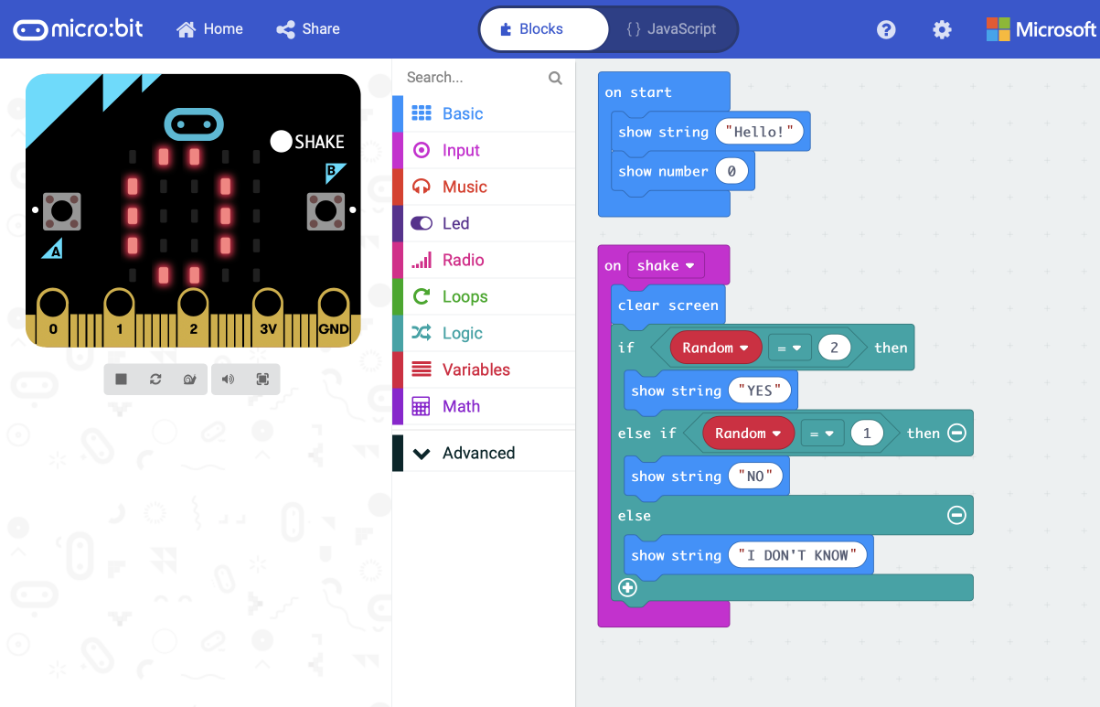 micro:bit Home Share Blocks {} JavaScript ? Microsoft
SHAKE
B
A
0 1 2 3V GND
Search...
Basic
Input
Music
Led
Radio
Loops
Logic
Variables
Math
Advanced
on start
show string "Hello!"
show number 0
on shake
clear screen
if Random = 2 then
show string "YES"
else if Random = 1 then
show string "NO"
else
show string "I DON'T KNOW"